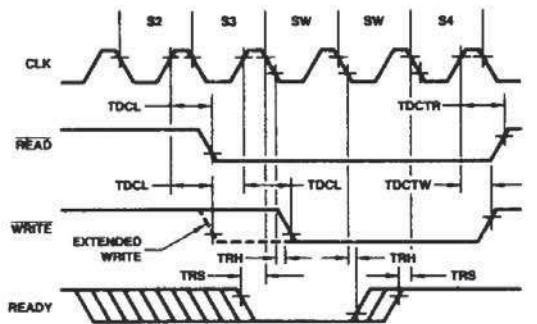 S2 S3 SW SW S4
CLK
TDCL TDCTR
READ
TDCL TDCL TDCTW
WRITE
EXTENDED
WRITE
TRH TRH
TRS TRS
READY